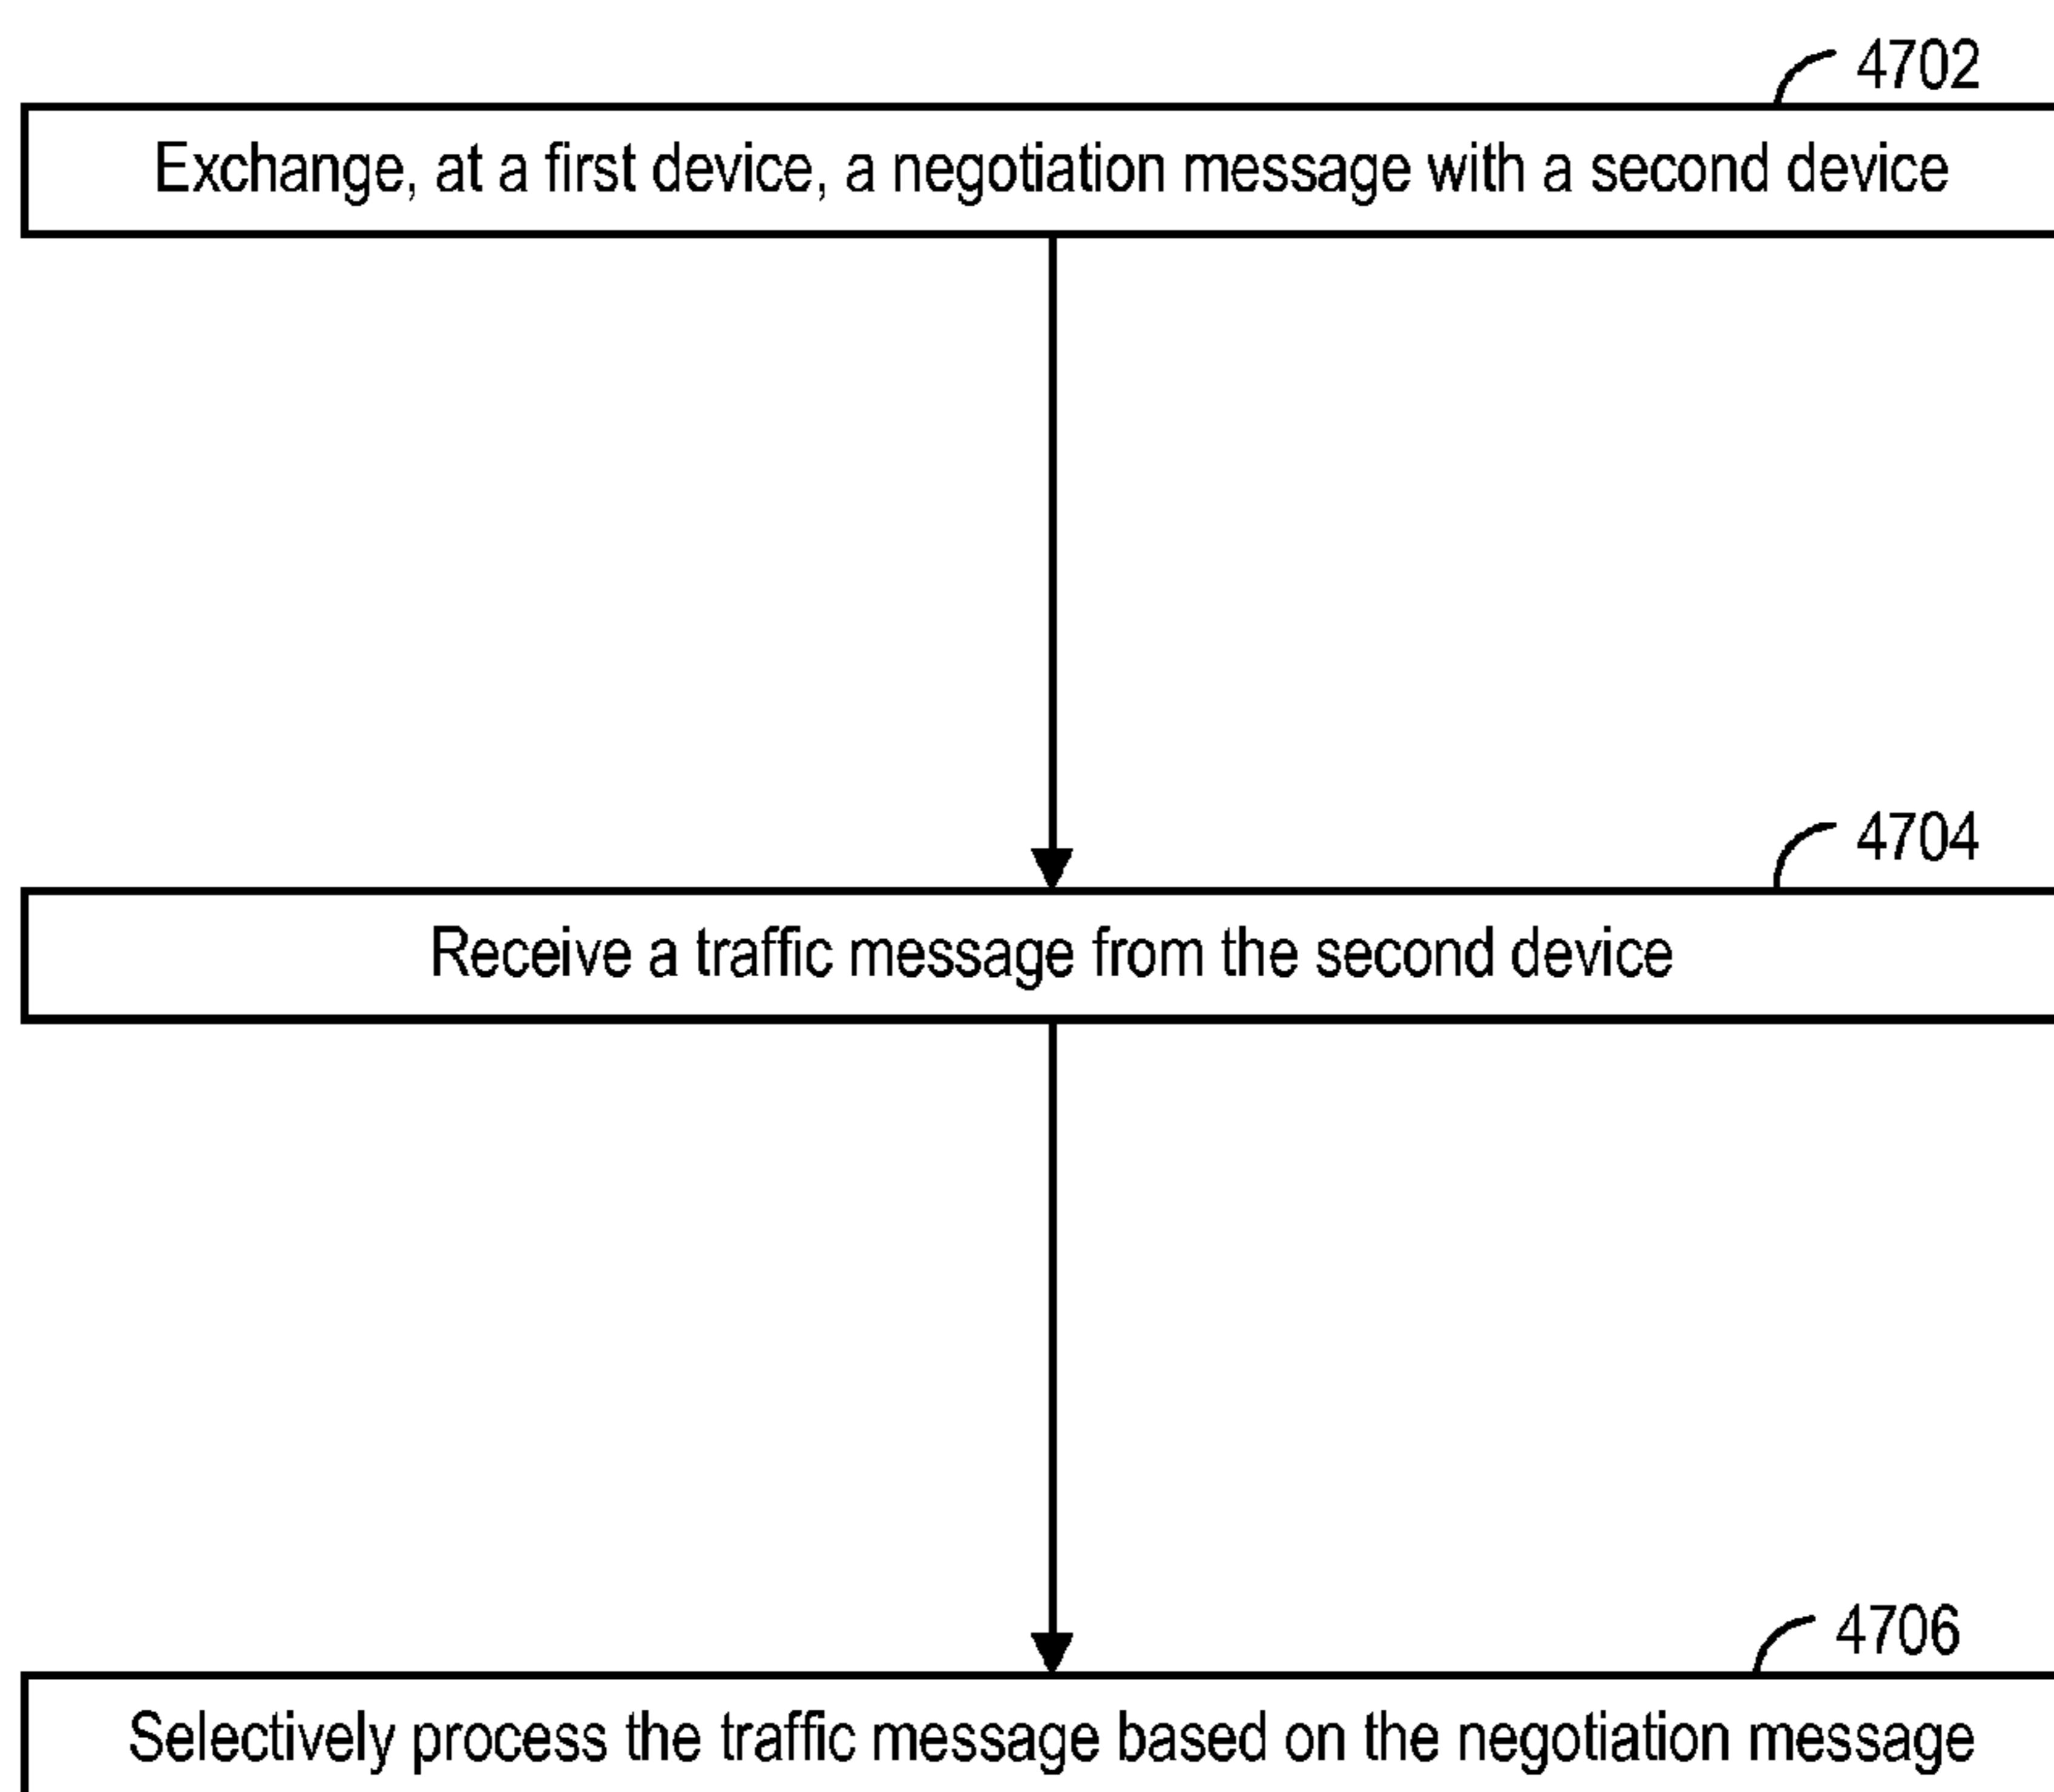 4702
Exchange, at a first device, a negotiation message with a second device
4704
Receive a traffic message from the second device
4706
Selectively process the traffic message based on the negotiation message